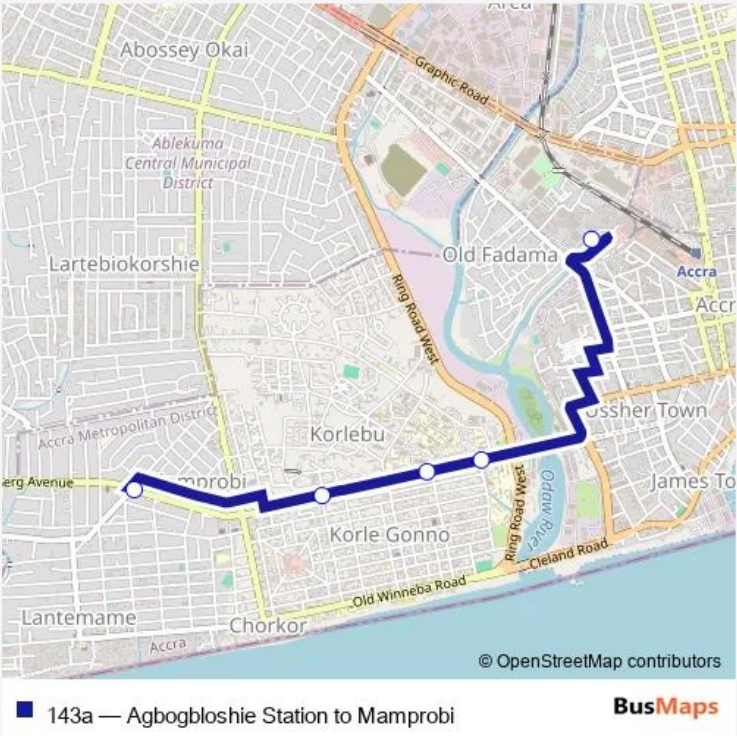 Area
Abossey Okai
Graphic Road
Ablekuma
Central Municipal
District
Old Fadama
Lartebiokorshie
Accra
Accr
Ring Road West
Accra Metropolitan District
Ussher Town
Korlebu
erg Avenue
mprobi
James To
Ring Road West
Odaw River
Korle Gonno
Cleland Road
Old Winneba Road
Lantemame
Chorkor
Accra
© OpenStreetMap contributors
143a — Agbogbloshie Station to Mamprobi
BusMaps